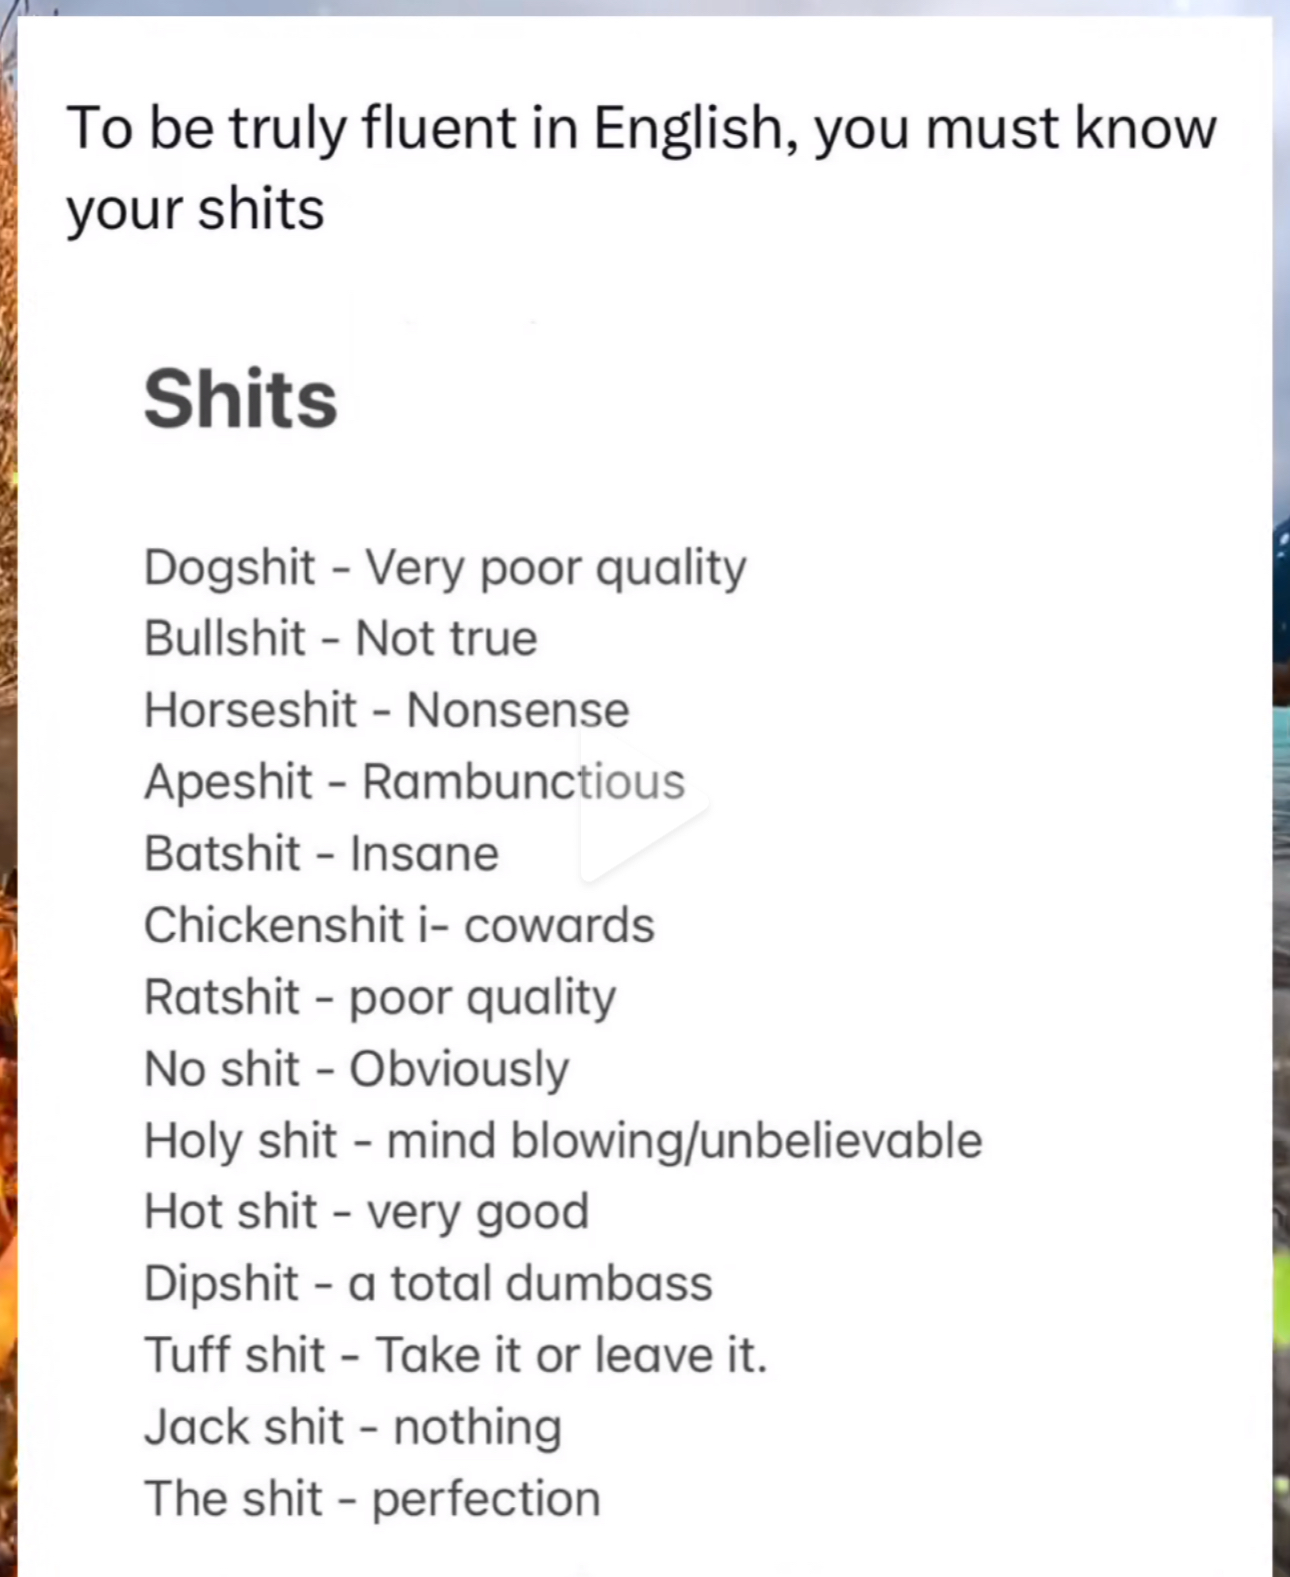 To be truly fluent in English, you must know
your shits
Shits
Dogshit - Very poor quality
Bullshit - Not true
Horseshit - Nonsense
Apeshit - Rambunctious
Batshit - Insane
Chickenshit i- cowards
Ratshit - poor quality
No shit - Obviously
Holy shit - mind blowing/unbelievable
Hot shit - very good
Dipshit - a total dumbass
Tuff shit - Take it or leave it.
Jack shit - nothing
The shit - perfection